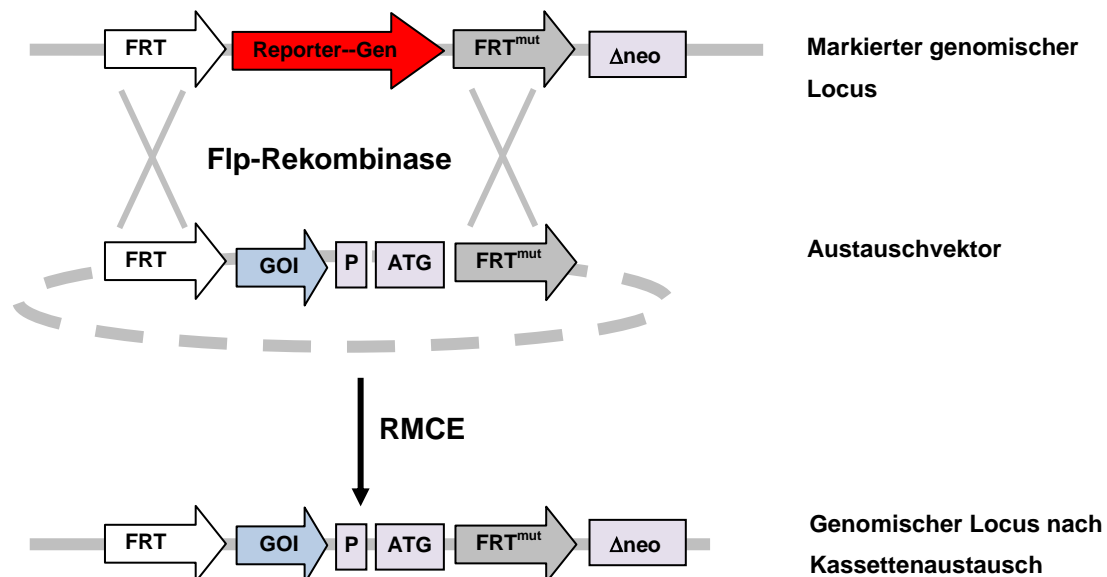 FRT Reporter--Gen FRTmut Δneo
Markierter genomischer
Locus
Flp-Rekombinase
FRT GOI P ATG FRTmut
Austauschvektor
RMCE
FRT GOI P ATG FRTmut Δneo
Genomischer Locus nach
Kassettenaustausch